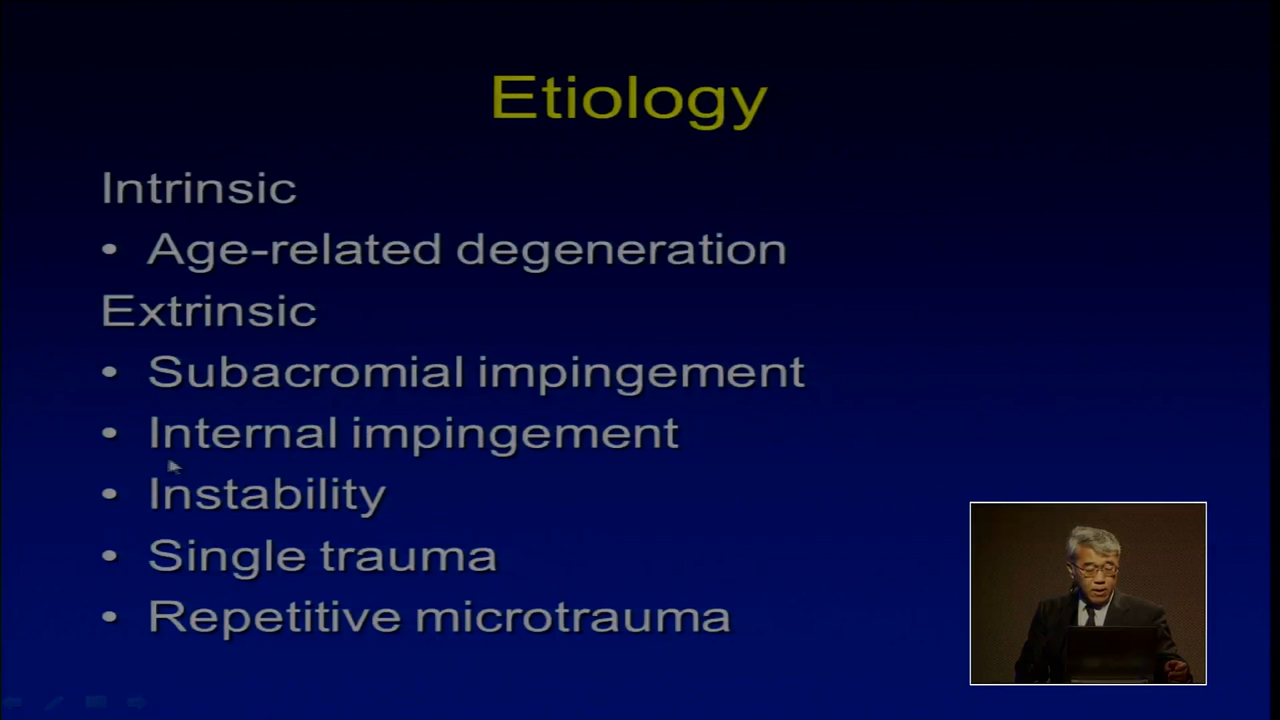 Etiology
Intrinsic
• Age-related degeneration
Extrinsic
• Subacromial impingement
• Internal impingement
• Instability
• Single trauma
• Repetitive microtrauma